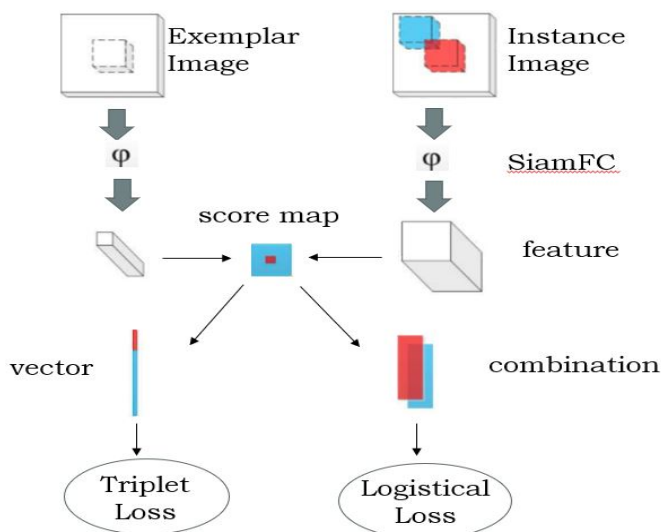 Exemplar
Image
Instance
Image
φ
φ
SiamFC
score map
feature
vector
combination
Triplet
Loss
Logistical
Loss